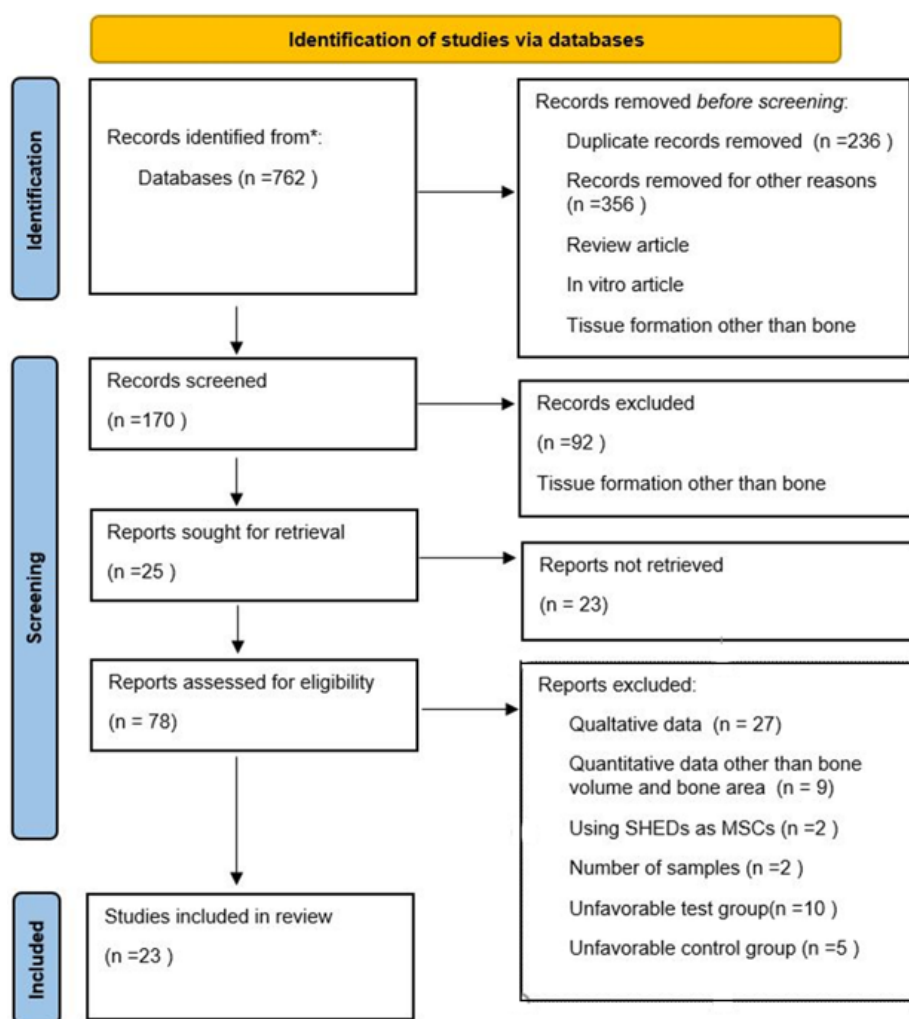 Identification of studies via databases
Identification
Records identified from*:
Databases (n =762 )
Records removed before screening:
Duplicate records removed (n =236 )
Records removed for other reasons
(n =356 )
Review article
In vitro article
Tissue formation other than bone
Screening
Records screened
(n =170 )
Records excluded
(n =92 )
Tissue formation other than bone
Reports sought for retrieval
(n =25 )
Reports not retrieved
(n = 23)
Reports assessed for eligibility
(n = 78)
Reports excluded:
Qualtative data (n = 27)
Quantitative data other than bone
volume and bone area (n = 9)
Using SHEDs as MSCs (n =2 )
Number of samples (n =2 )
Unfavorable test group(n =10 )
Unfavorable control group (n =5 )
Included
Studies included in review
(n =23 )